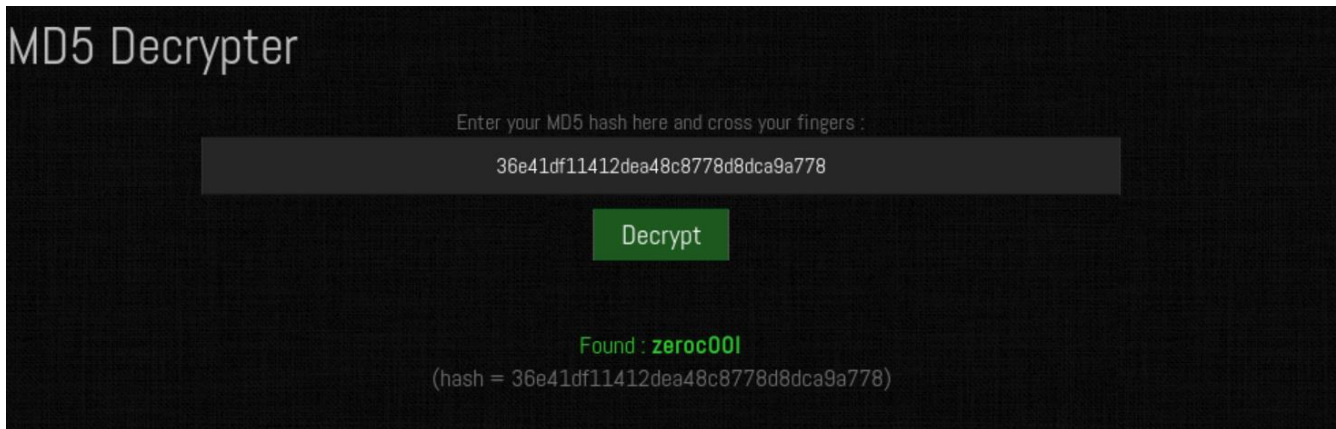 MD5 Decrypter
Enter your MD5 hash here and cross your fingers :
36e41df11412dea48c8778d8dca9a778
Decrypt
Found : zeroc00l
(hash = 36e41df11412dea48c8778d8dca9a778)